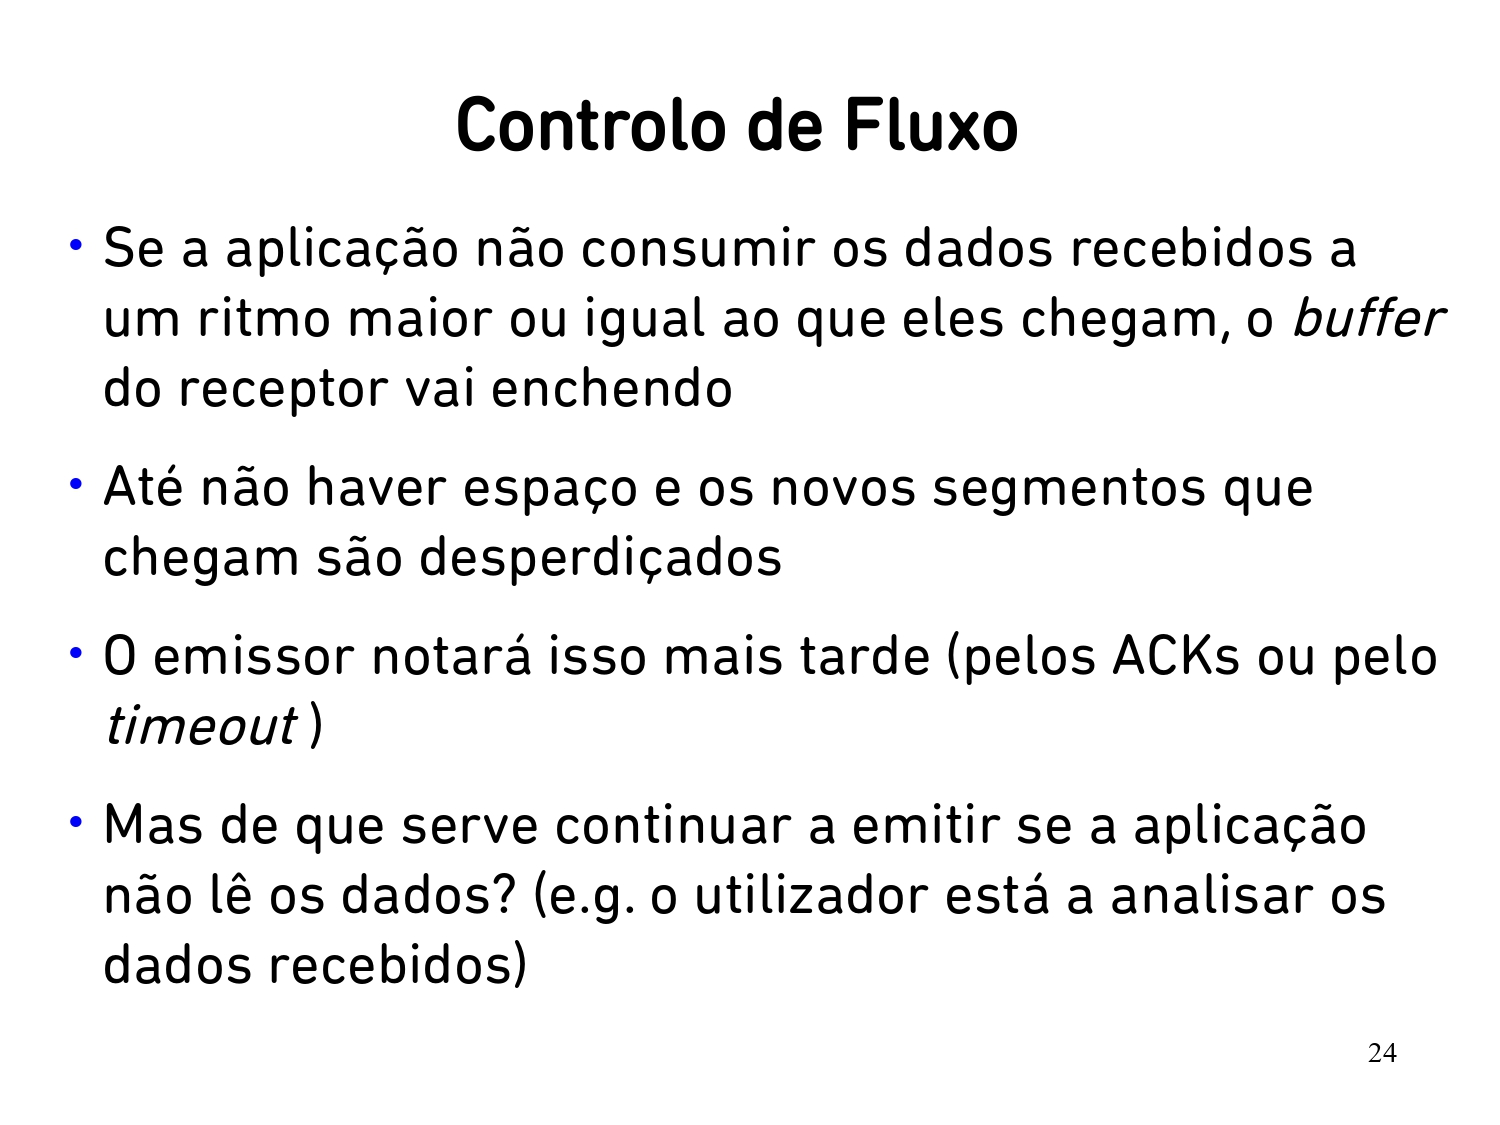 Controlo de Fluxo
• Se a aplicação não consumir os dados recebidos a
um ritmo maior ou igual ao que eles chegam, o buffer
do receptor vai enchendo
• Até não haver espaço e os novos segmentos que
chegam são desperdiçados
• O emissor notará isso mais tarde (pelos ACKs ou pelo
timeout )
• Mas de que serve continuar a emitir se a aplicação
não lê os dados? (e.g. o utilizador está a analisar os
dados recebidos)
24